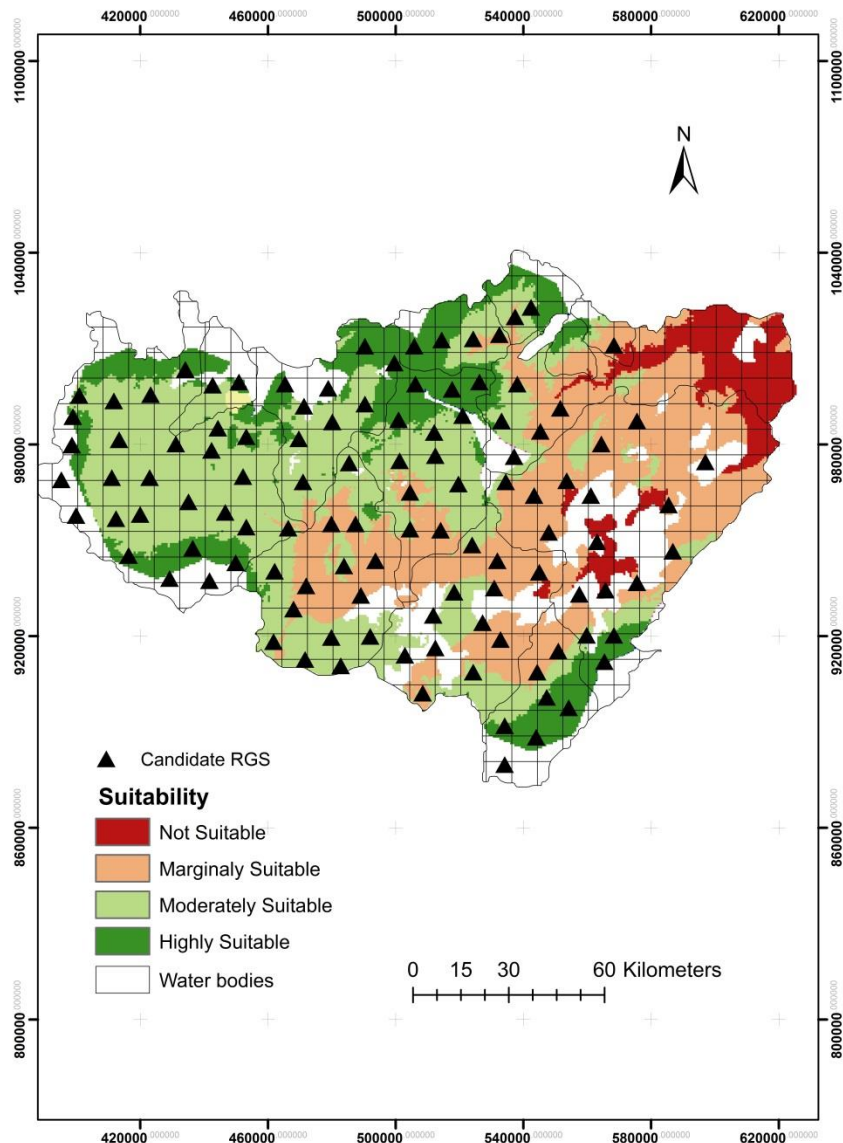 420000.000000 460000.000000 500000.000000 540000.000000 580000.000000 620000.000000
1100000.000000 1100000.000000
N
1040000.000000 1040000.000000
980000.000000 980000.000000
920000.000000 920000.000000
Candidate RGS
Suitability
860000.000000 860000.000000
Not Suitable
Marginaly Suitable
Moderately Suitable
Highly Suitable
Water bodies
0 15 30 60 Kilometers
800000.000000 800000.000000
420000.000000 460000.000000 500000.000000 540000.000000 580000.000000 620000.000000